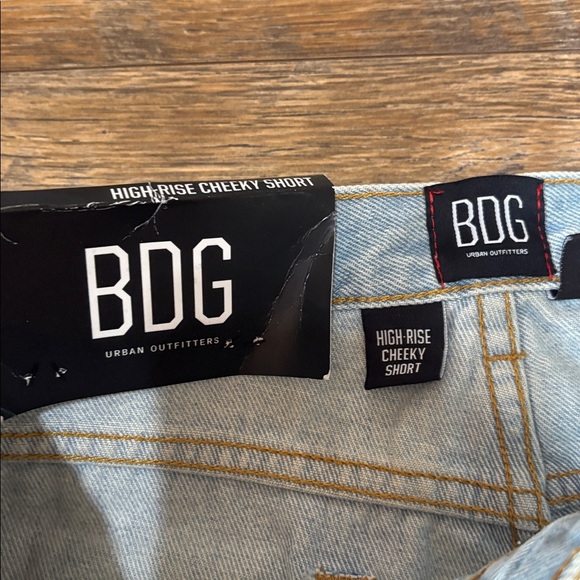 HIGH-RISE CHEEKY SHORT
BDG
URBAN OUTFITTERS
BDG
URBAN OUTFITTERS
HIGH-RISE
CHEEKY
SHORT